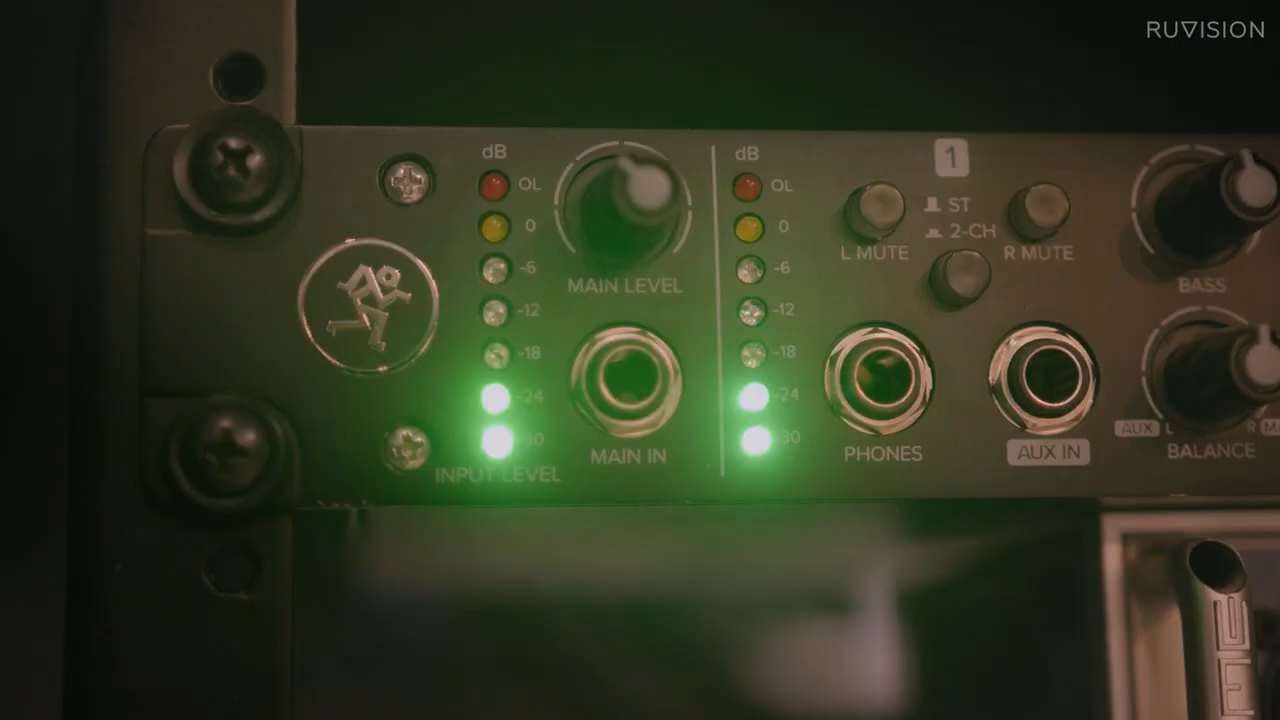 RUVISION
dB
OL
0
-6
-12
-18
-24
-30
INPUT LEVEL
MAIN LEVEL
MAIN IN
dB
OL
0
-6
-12
-18
-24
-30
1
ST
2-CH
L MUTE
R MUTE
PHONES
AUX IN
BASS
AUX
R
BALANCE